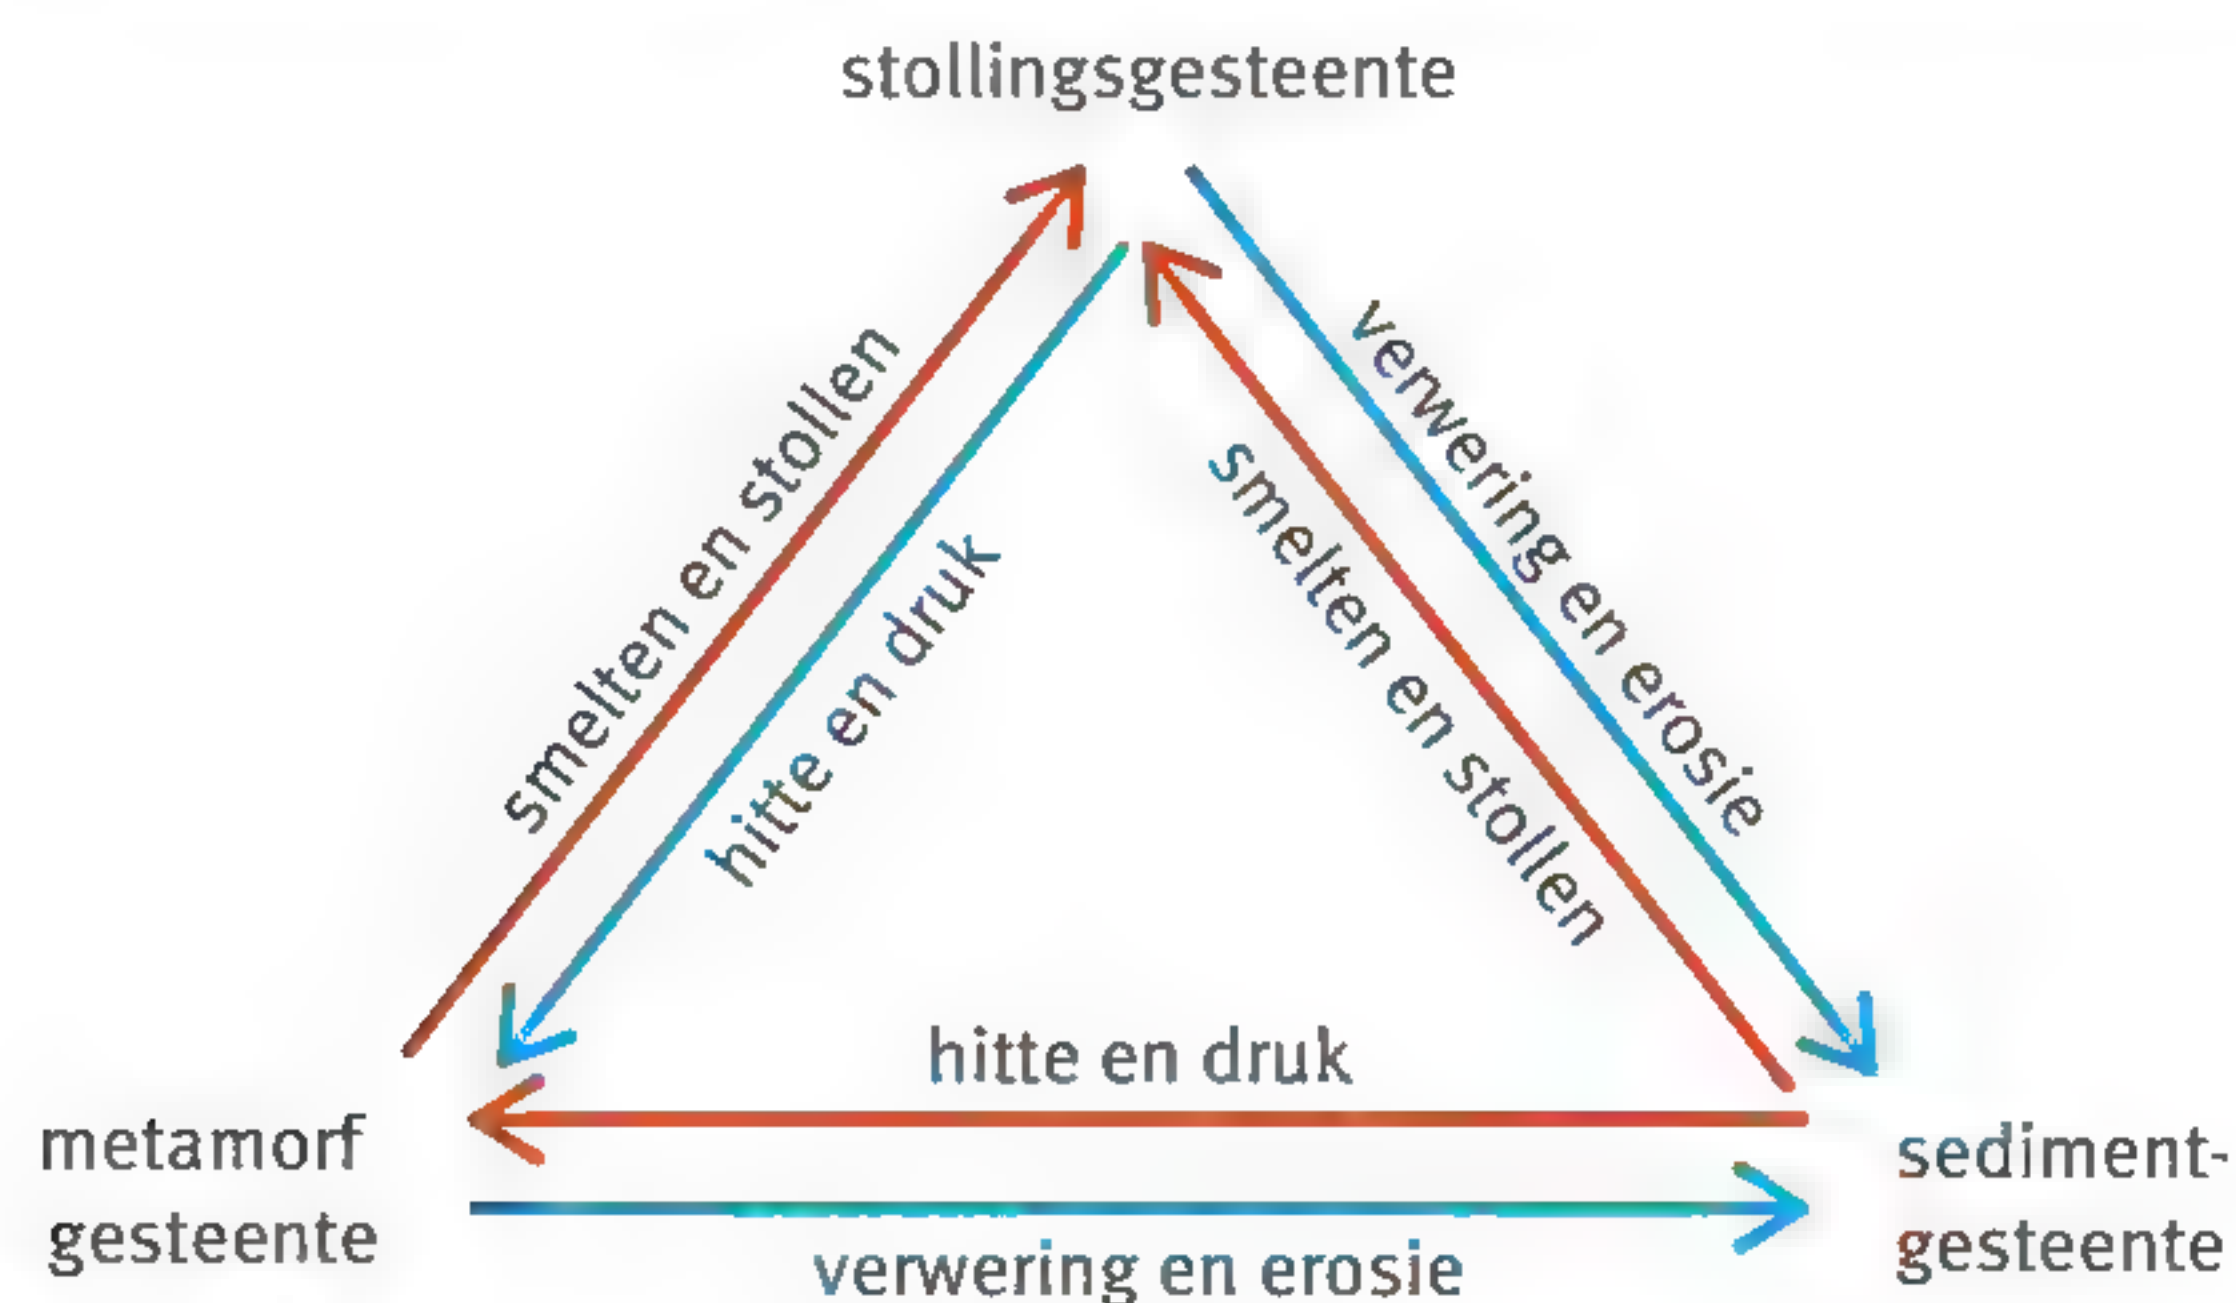 stollingsgesteente
smelten en stollen
hitte en druk
smelten en stollen
verwering en erosie
hitte en druk
metamorf
gesteente
sediment-
gesteente
verwering en erosie